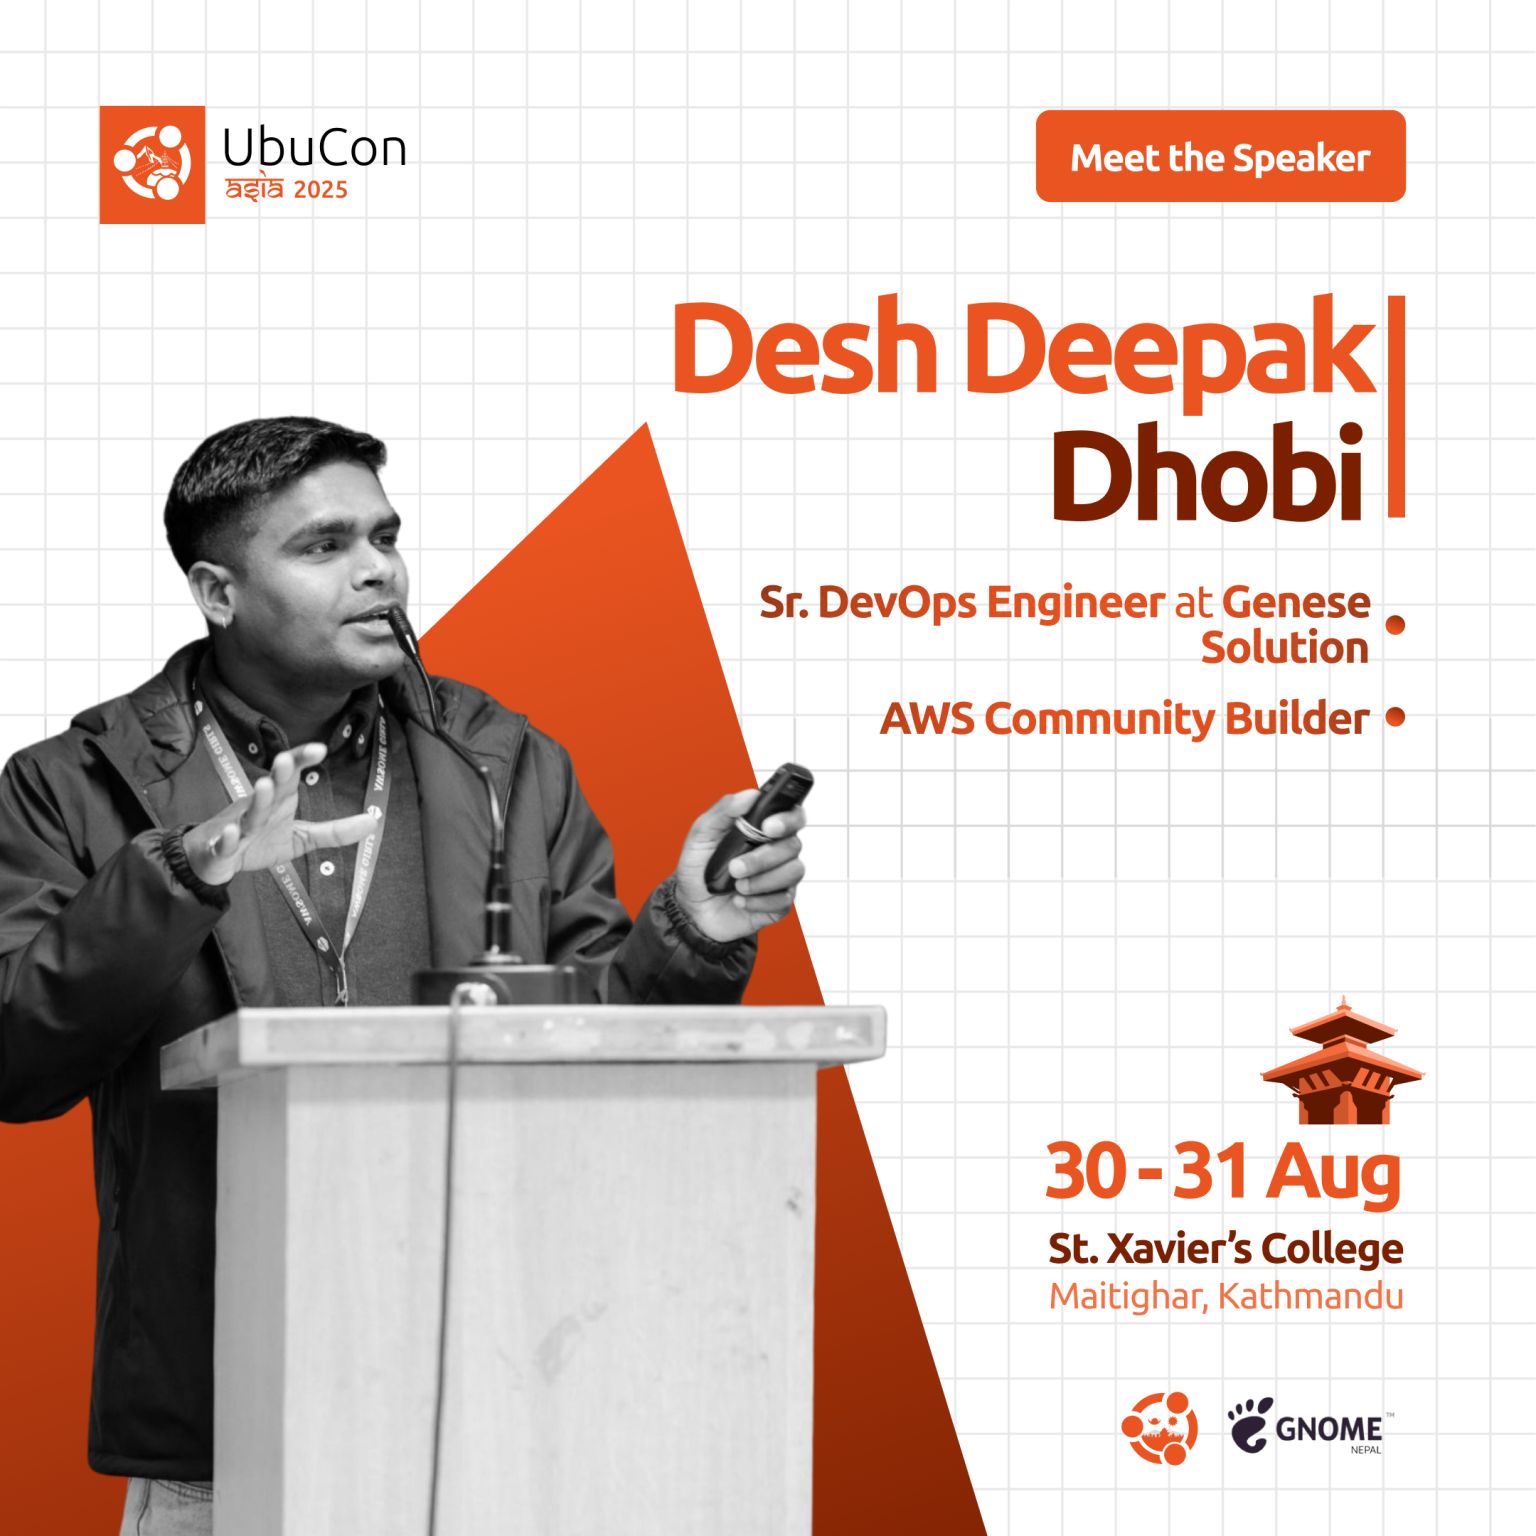 UbuCon
asia 2025
Meet the Speaker
Desh Deepak
Dhobi
Sr. DevOps Engineer at Genese
Solution
AWS Community Builder
30 - 31 Aug
St. Xavier’s College
Maitighar, Kathmandu
GNOME™
NEPAL